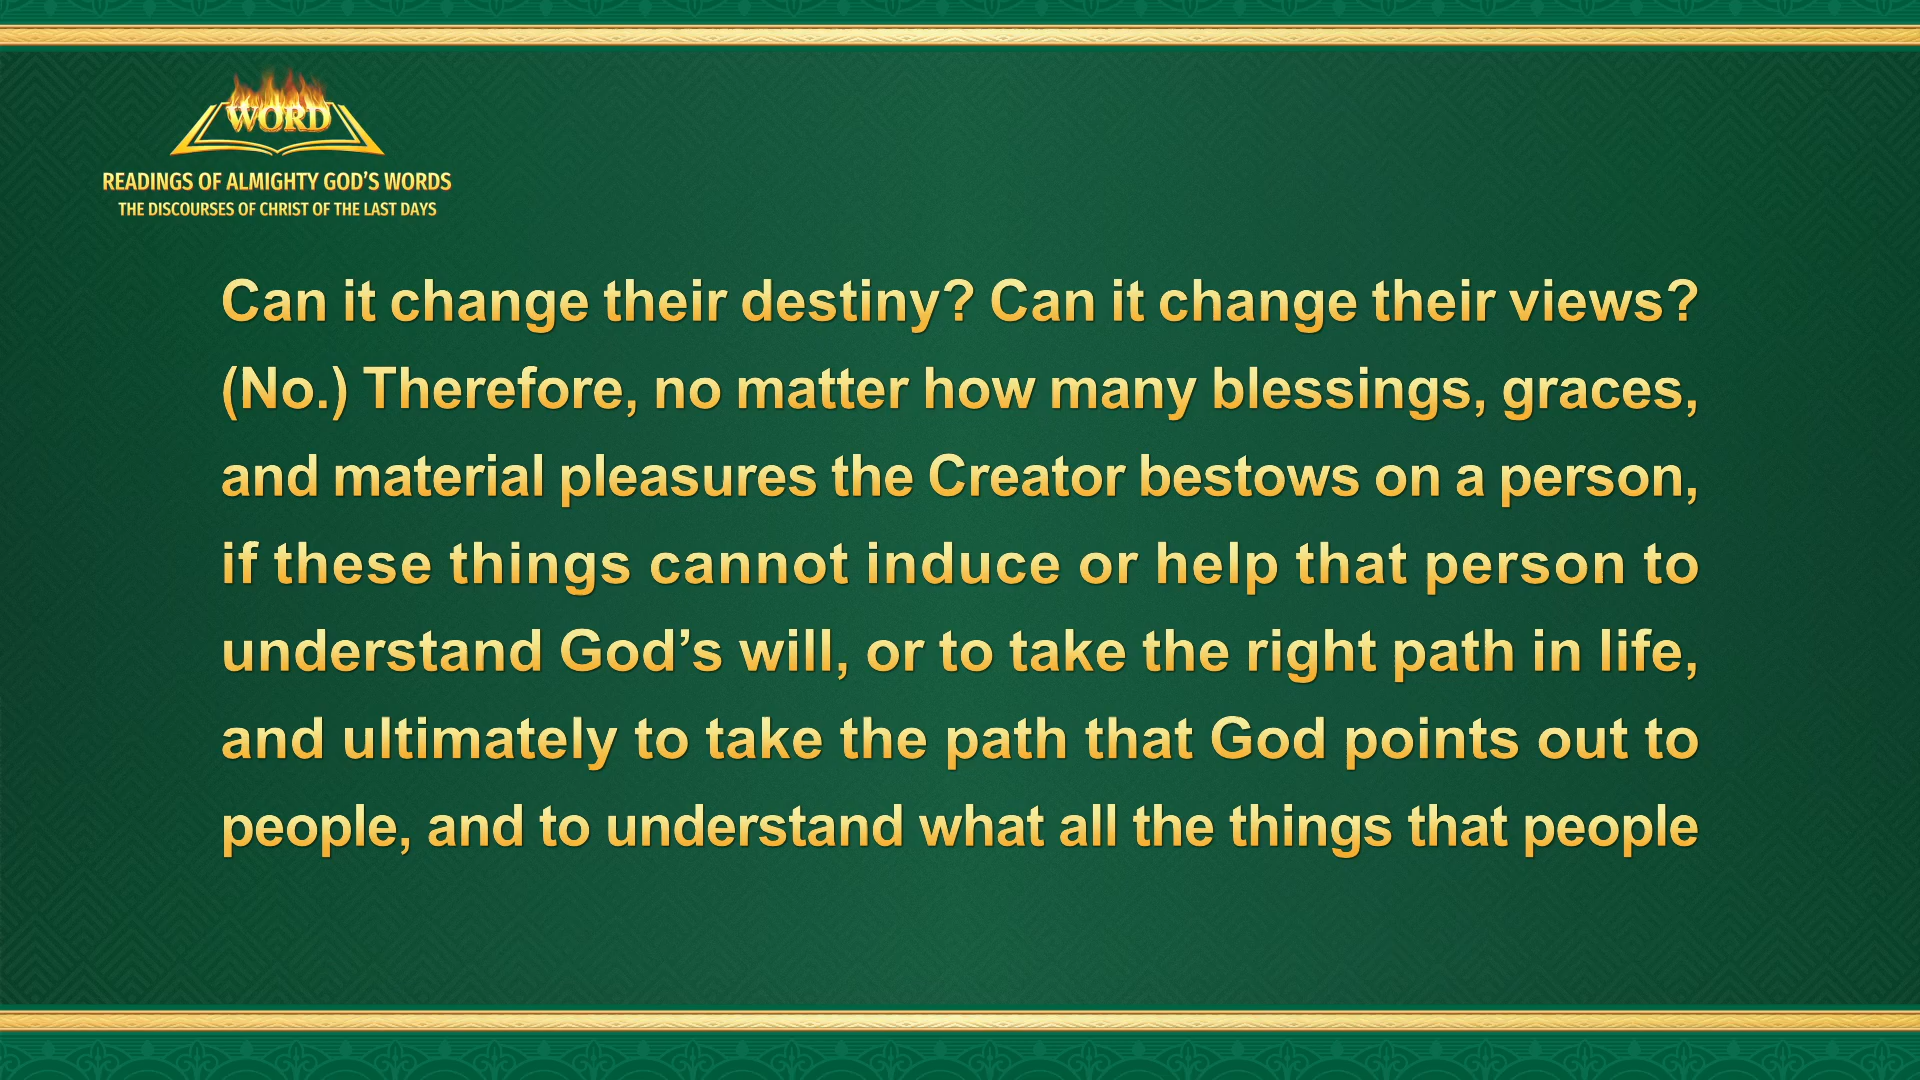 WORD
READINGS OF ALMIGHTY GOD’S WORDS
THE DISCOURSES OF CHRIST OF THE LAST DAYS
Can it change their destiny? Can it change their views?
(No.) Therefore, no matter how many blessings, graces,
and material pleasures the Creator bestows on a person,
if these things cannot induce or help that person to
understand God’s will, or to take the right path in life,
and ultimately to take the path that God points out to
people, and to understand what all the things that people